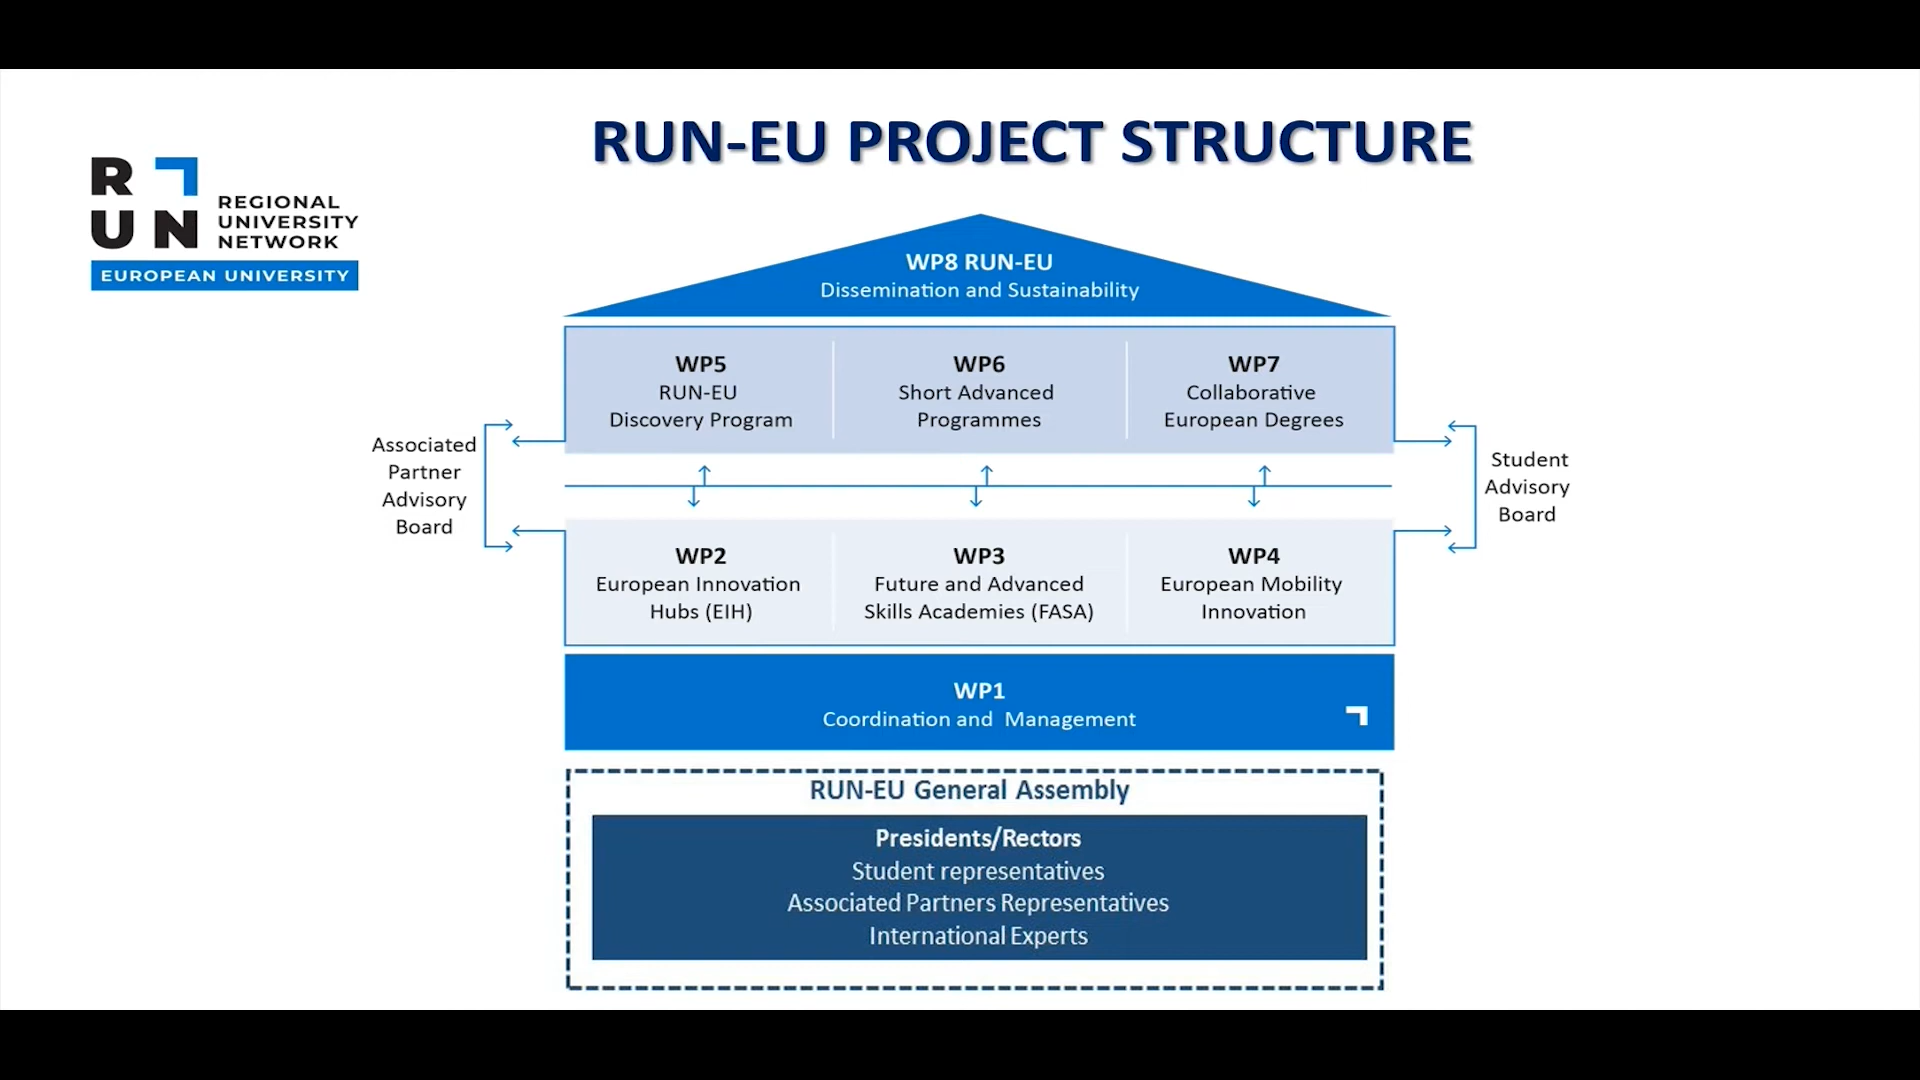 RUN-EU PROJECT STRUCTURE
R
UN
REGIONAL
UNIVERSITY
NETWORK
EUROPEAN UNIVERSITY
WP8 RUN-EU
Dissemination and Sustainability
WP5
RUN-EU
Discovery Program
WP6
Short Advanced
Programmes
WP7
Collaborative
European Degrees
Associated
Partner
Advisory
Board
Student
Advisory
Board
WP2
European Innovation
Hubs (EIH)
WP3
Future and Advanced
Skills Academies (FASA)
WP4
European Mobility
Innovation
WP1
Coordination and Management
RUN-EU General Assembly
Presidents/Rectors
Student representatives
Associated Partners Representatives
International Experts